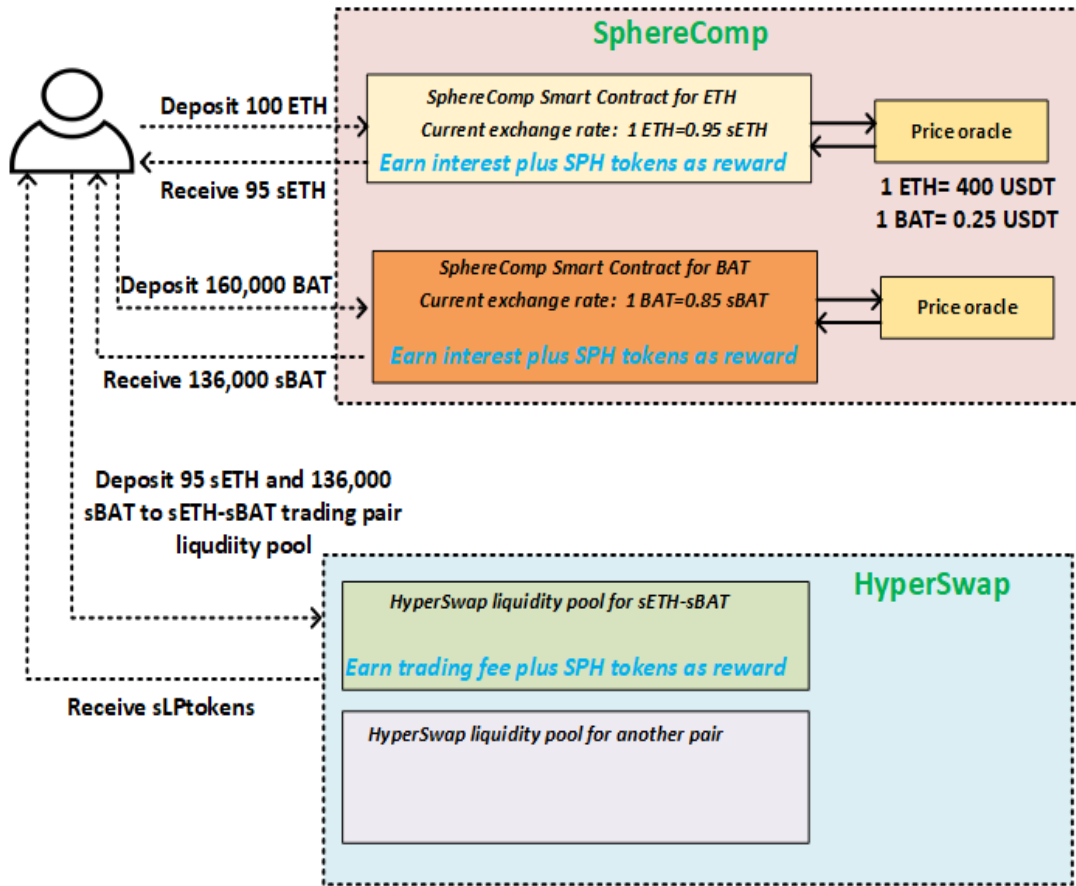 SphereComp
Deposit 100 ETH
SphereComp Smart Contract for ETH
Current exchange rate: 1 ETH=0.95 sETH
Earn interest plus SPH tokens as reward
Price oracle
Receive 95 sETH
1 ETH= 400 USDT
1 BAT= 0.25 USDT
Deposit 160,000 BAT
SphereComp Smart Contract for BAT
Current exchange rate: 1 BAT=0.85 sBAT
Earn interest plus SPH tokens as reward
Price oracle
Receive 136,000 sBAT
Deposit 95 sETH and 136,000
sBAT to sETH-sBAT trading pair
liqudiity pool
HyperSwap
HyperSwap liquidity pool for sETH-sBAT
Earn trading fee plus SPH tokens as reward
Receive sLPtokens
HyperSwap liquidity pool for another pair